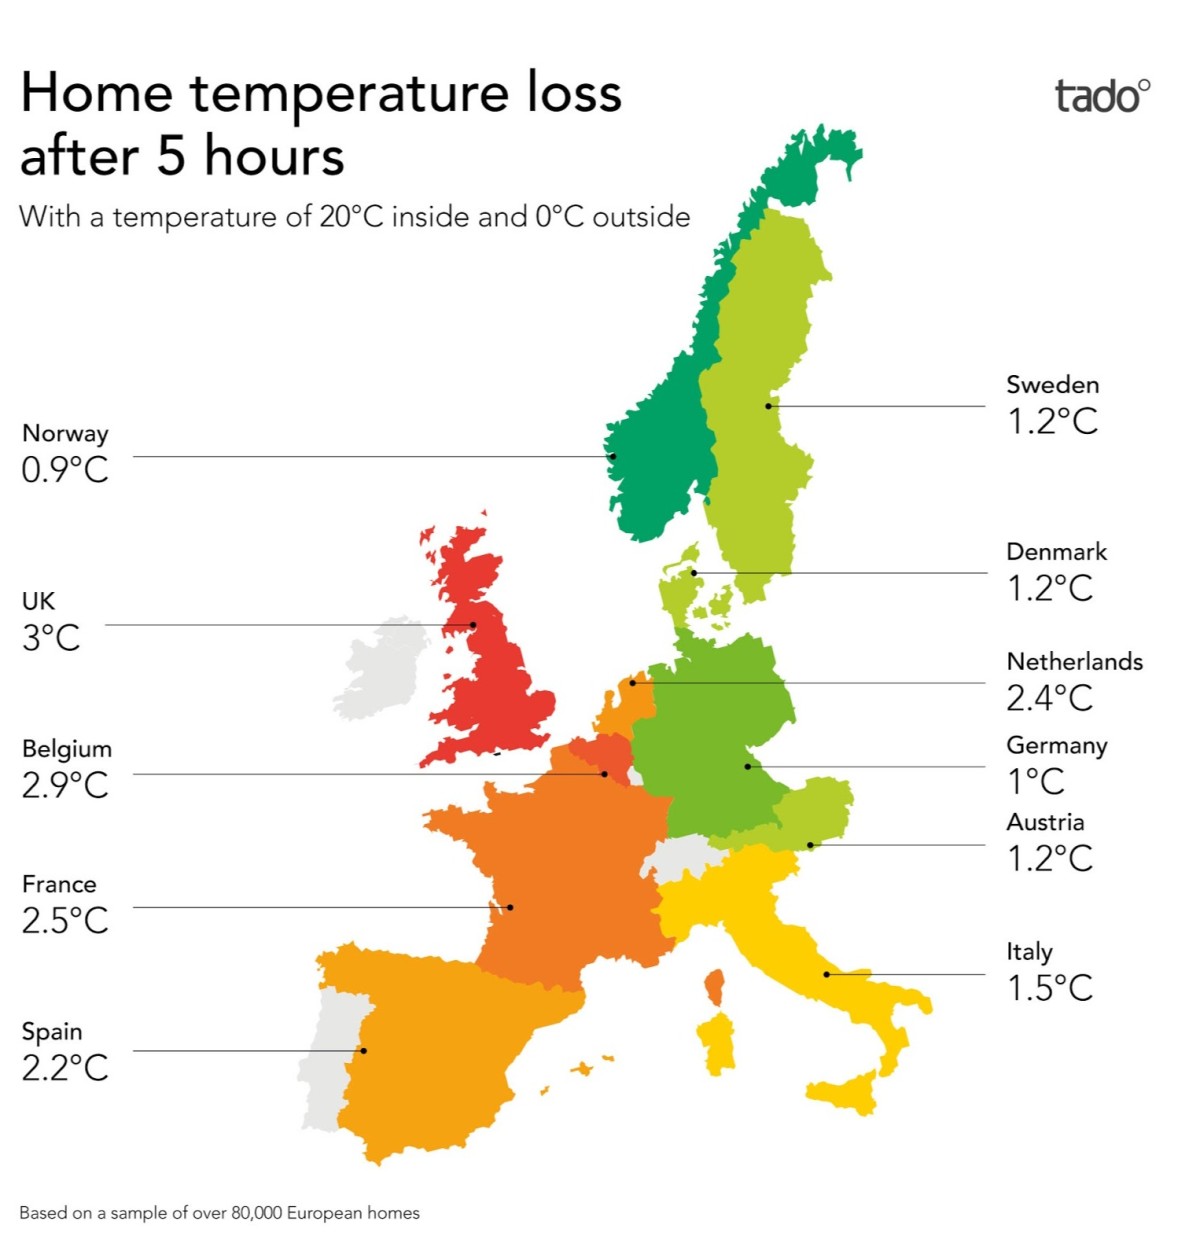 Home temperature loss
after 5 hours
tado°
With a temperature of 20°C inside and 0°C outside
Norway
0.9°C
UK
3°C
Belgium
2.9°C
France
2.5°C
Spain
2.2°C
Sweden
1.2°C
Denmark
1.2°C
Netherlands
2.4°C
Germany
1°C
Austria
1.2°C
Italy
1.5°C
Based on a sample of over 80,000 European homes